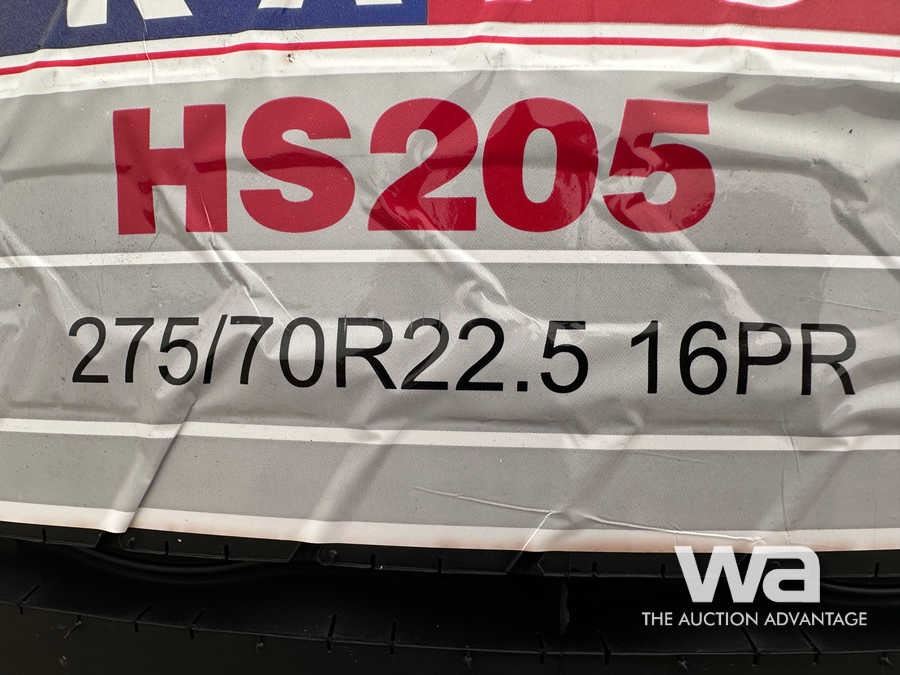 HS205
275/70R22.5 16PR
wa
THE AUCTION ADVANTAGE